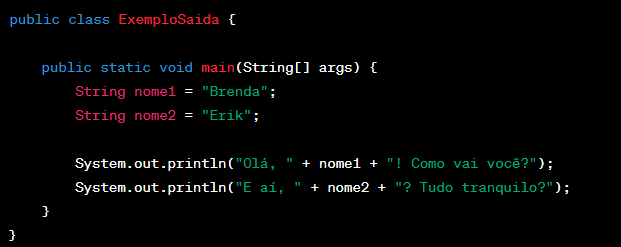 public class ExemploSaida {
public static void main(String[] args) {
String nome1 = "Brenda";
String nome2 = "Erik";
System.out.println("Olá, " + nome1 + "! Como vai você?");
System.out.println("E aí, " + nome2 + "? Tudo tranquilo?");
}
}